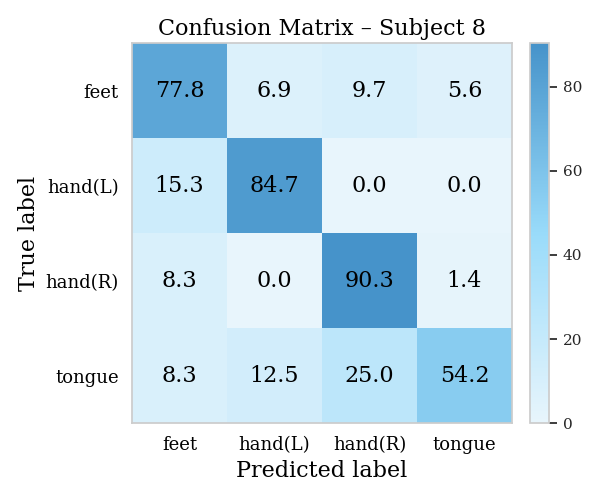 Confusion Matrix – Subject 8
feet 77.8 6.9 9.7 5.6
hand(L) 15.3 84.7 0.0 0.0
hand(R) 8.3 0.0 90.3 1.4
tongue 8.3 12.5 25.0 54.2
feet hand(L) hand(R) tongue
Predicted label
True label
80
60
40
20
0